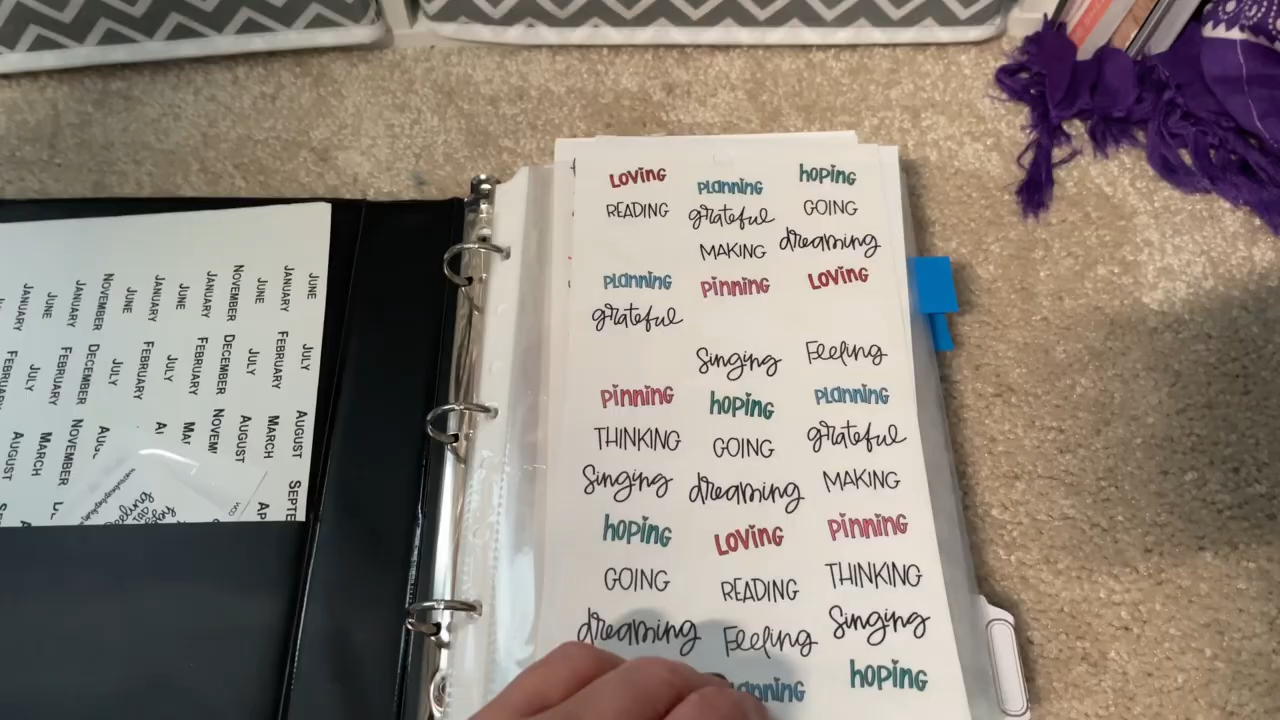 LOVING PLANNING hoping
READING grateful GOING
MAKING dreaming
PLANNING PINNING LOVING
grateful
Singing Feeling
PINNING hoping PLANNING
THINKING GOING grateful
Singing dreaming MAKING
hoping LOVING PINNING
GOING READING THINKING
dreaming Feeling Singing
hoping
JUNE JULY AUGUST
JANUARY FEBRUARY MARCH
JUNE JULY AUGUST
NOVEMBER DECEMBER
JANUARY FEBRUARY
JUNE JULY
JANUARY FEBRUARY
JUNE JULY
NOVEMBER DECEMBER
JANUARY FEBRUARY NOVEMBER
JUNE JULY MARCH
JANUARY AUGUST